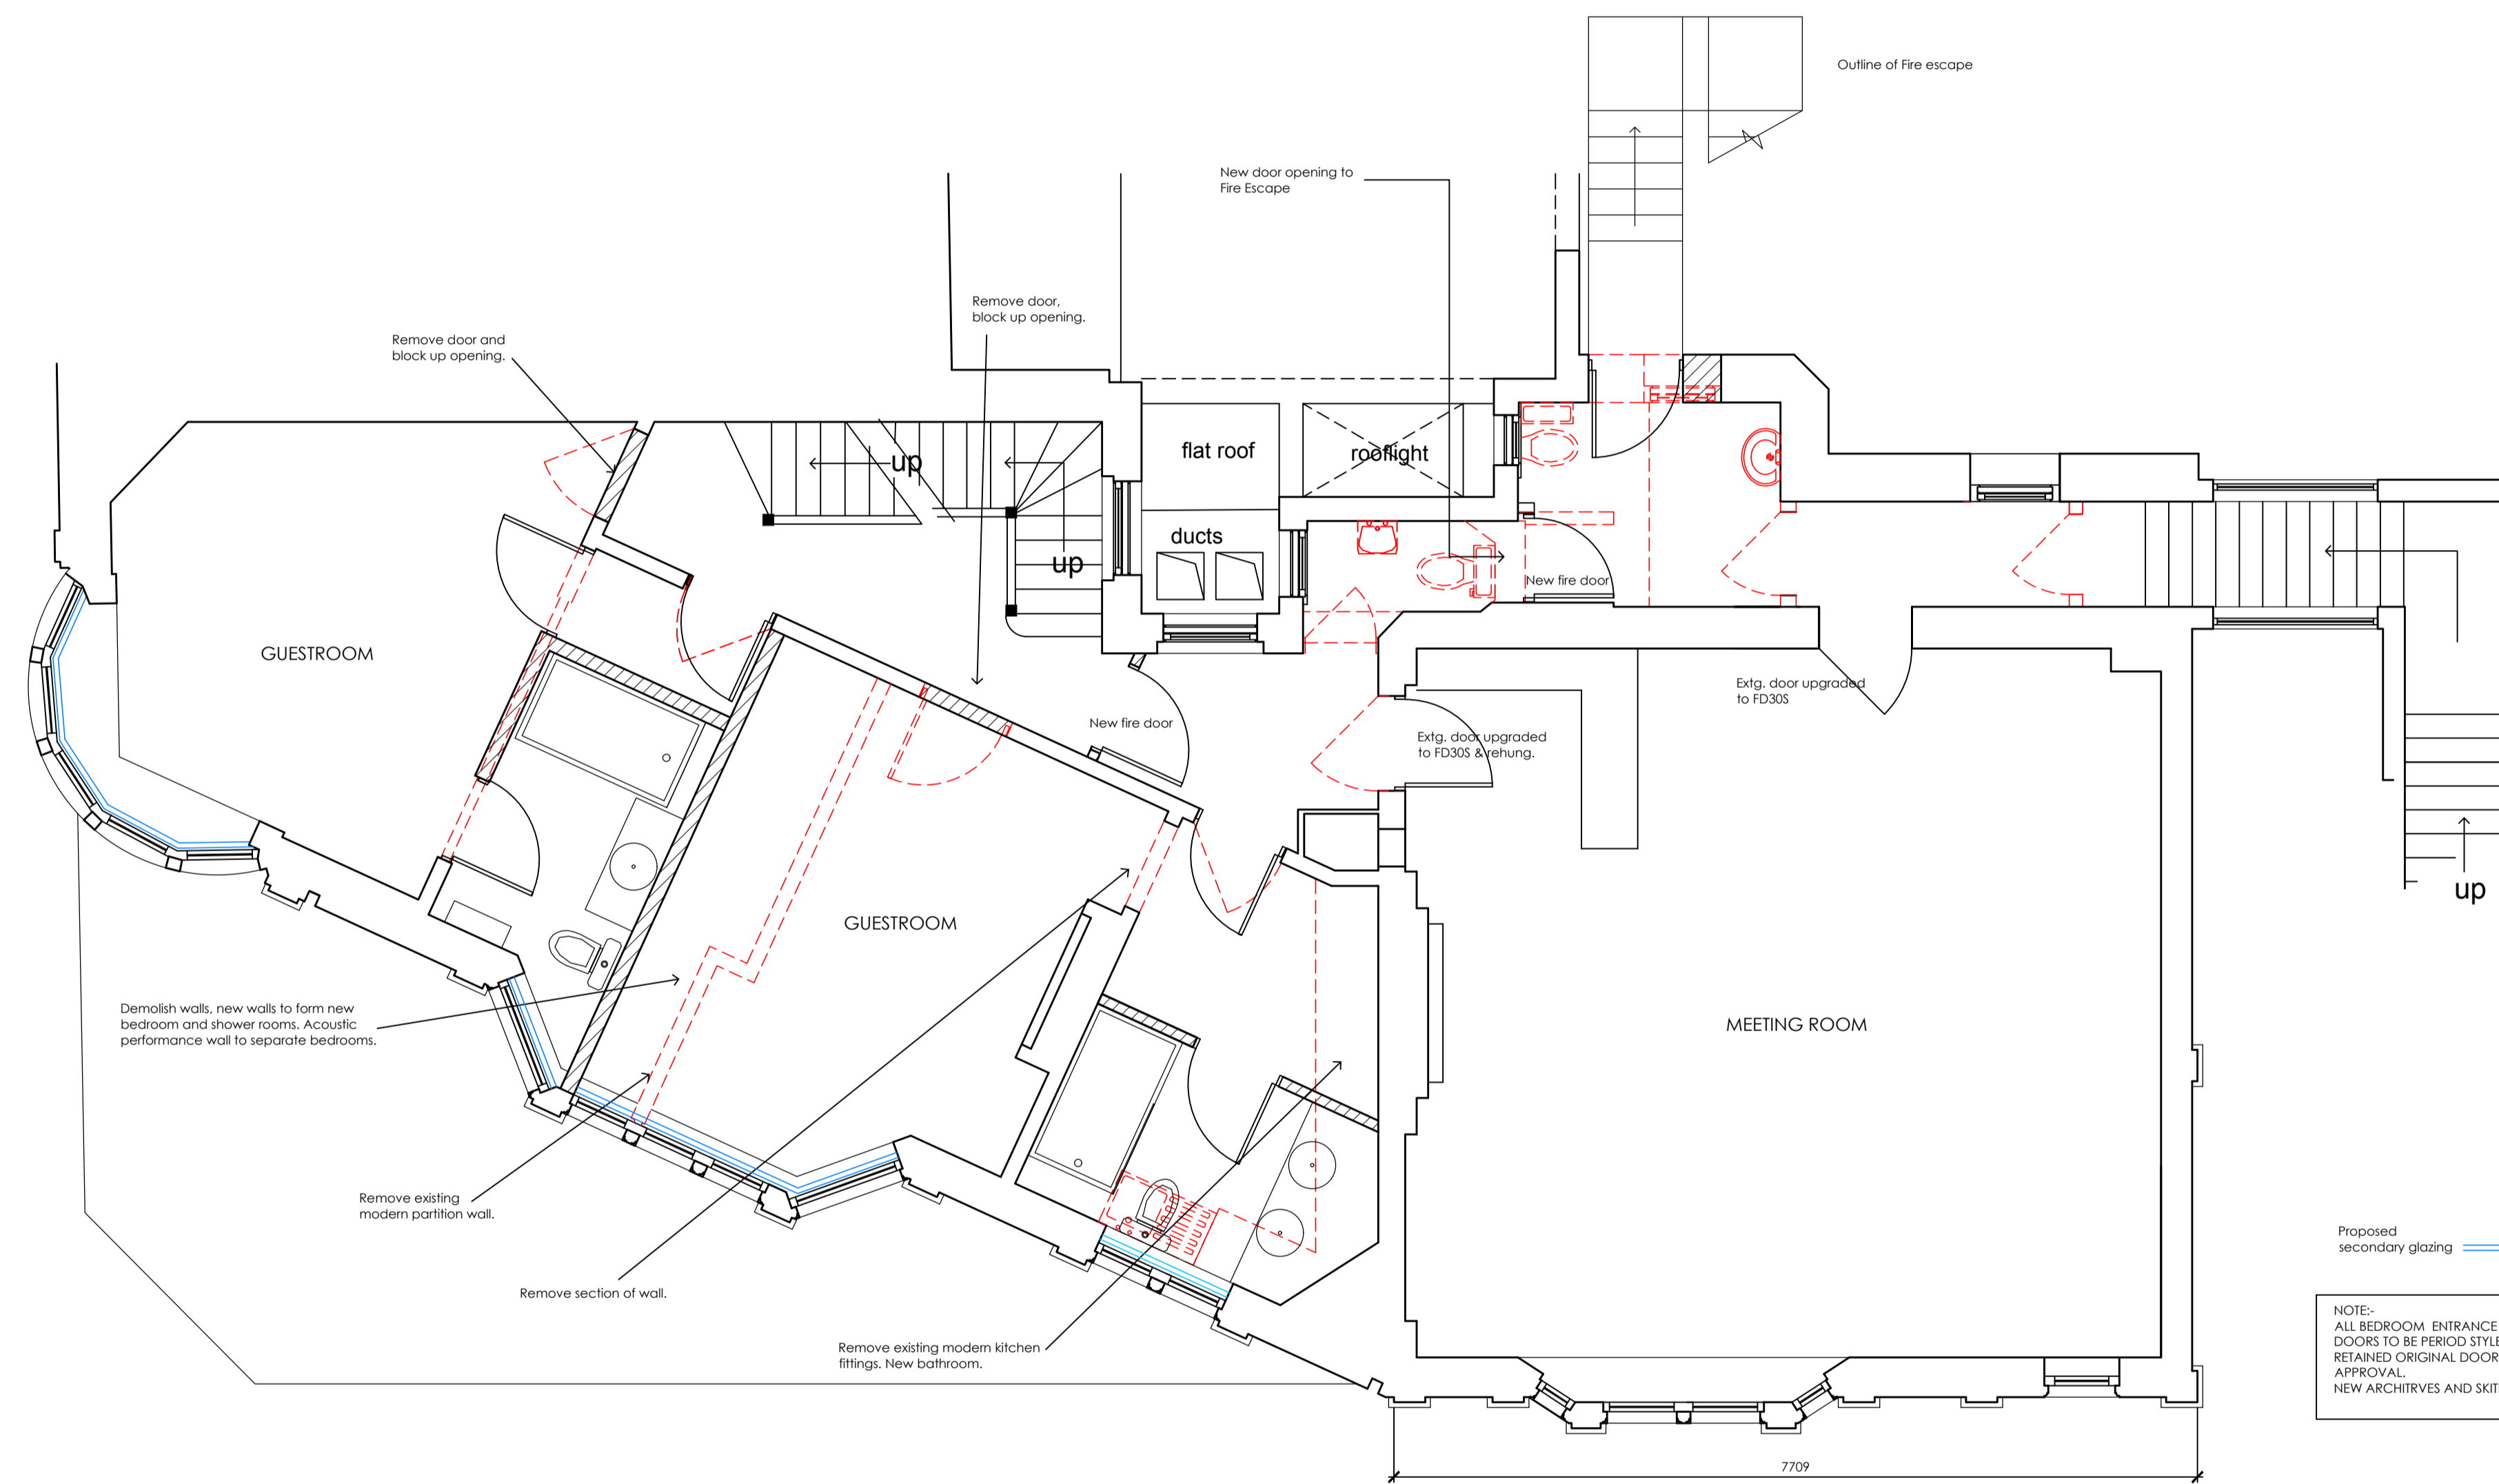 Outline of Fire escape
New door opening to
Fire Escape
Remove door,
block up opening.
Remove door and
block up opening.
up
flat roof
rooflight
ducts
up
New fire door
GUESTROOM
Extg. door upgraded
to FD30S
New fire door
Extg. door upgraded
to FD30S & rehung.
up
GUESTROOM
Demolish walls, new walls to form new
bedroom and shower rooms. Acoustic
performance wall to separate bedrooms.
MEETING ROOM
Remove existing
modern partition wall.
Proposed
secondary glazing
Remove section of wall.
Remove existing modern kitchen
fittings. New bathroom.
NOTE:-
ALL BEDROOM ENTRANCE
DOORS TO BE PERIOD STYLE
RETAINED ORIGINAL DOOR
APPROVAL.
NEW ARCHITRVES AND SKIT
7709